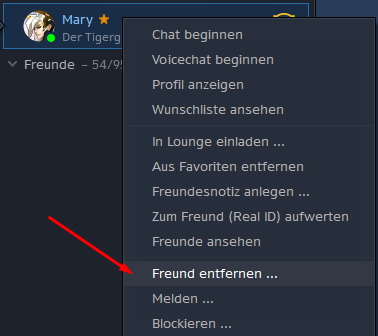 Mary
Der Tigerg
Freunde – 54/95
Chat beginnen
Voicechat beginnen
Profil anzeigen
Wunschliste ansehen
In Lounge einladen ...
Aus Favoriten entfernen
Freundesnotiz anlegen ...
Zum Freund (Real ID) aufwerten
Freunde ansehen
Freund entfernen ...
Melden ...
Blockieren ...